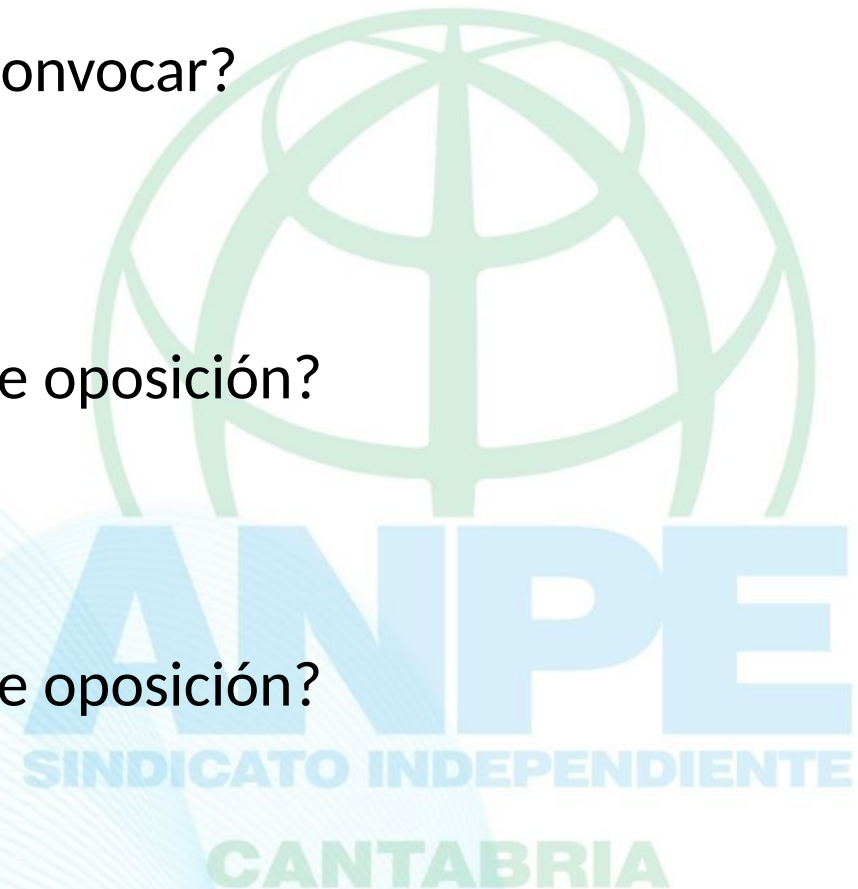 onvocar?
e oposición?
e oposición?
ANPE
SINDICATO INDEPENDIENTE
CANTABRIA